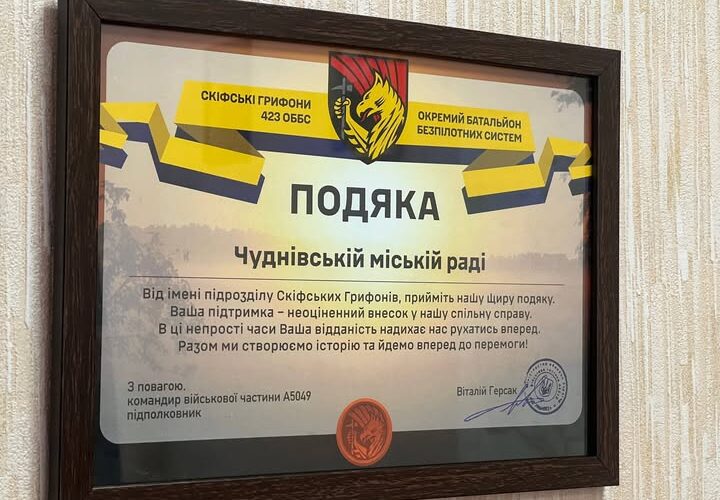 СКІФСЬКІ ГРИФОНИ
423 ОББС
ОКРЕМИЙ БАТАЛЬЙОН
БЕЗПІЛОТНИХ СИСТЕМ
ПОДЯКА
Чуднівській міській раді
Від імені підрозділу Скіфських Грифонів, прийміть нашу щиру подяку.
Ваша підтримка – неоціненний внесок у нашу спільну справу.
В ці непрості часи Ваша відданість надихає нас рухатись вперед.
Разом ми створюємо історію та йдемо вперед до перемоги!
З повагою.
командир військової частини А5049
підполковник
Віталій Герсак